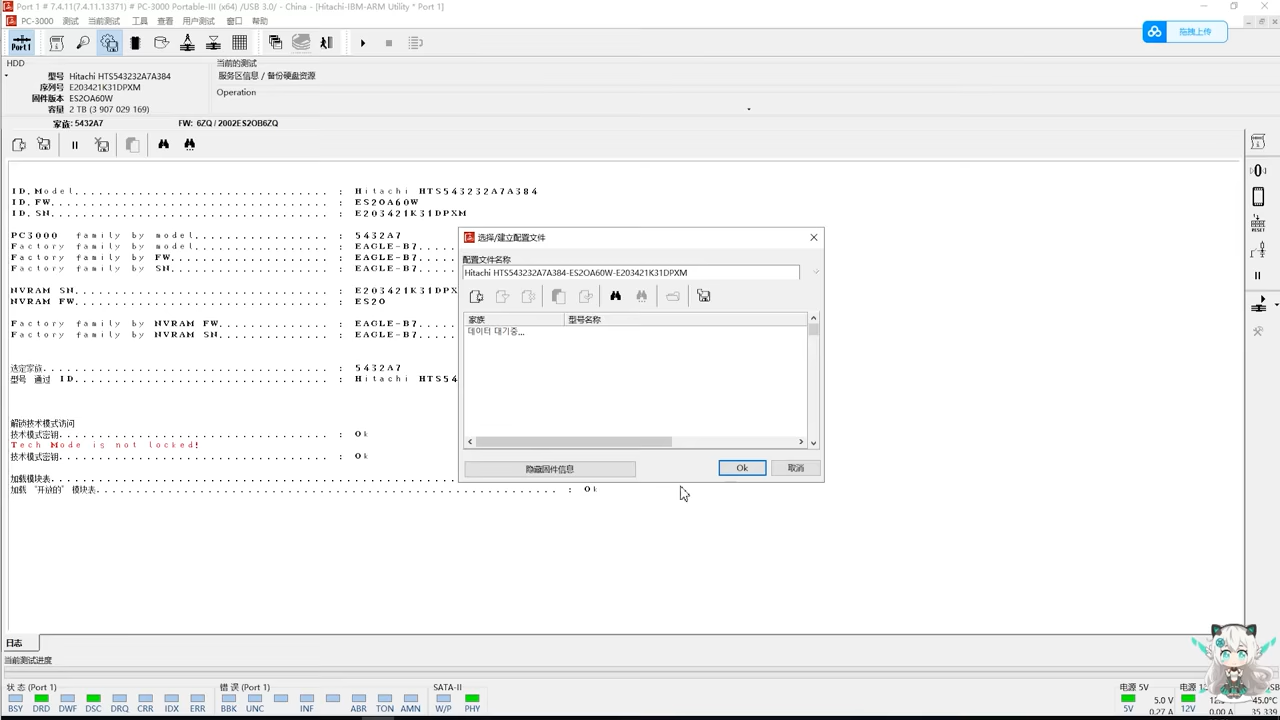 Port 1 # 7.4.11(7.4.11.13371) # PC-3000 Portable-III (x64) /USB 3.0/ - China - [Hitachi-IBM-ARM Utility * Port 1]
PC-3000 测试 当前测试 工具 查看 用户测试 窗口 帮助
Port1
拖拽上传
HDD
型号 Hitachi HTS543232A7A384
序列号 E203421K31DPXM
固件版本 ES2OA60W
容量 2 TB (3 907 029 169)
当前的测试
服务区信息 / 备份硬盘资源
Operation
家族: 5432A7 FW: 6ZQ / 2002ES2OB6ZQ
ID. Model : Hitachi HTS543232A7A384
ID. FW. : ES2OA60W
ID. SN. : E203421K31DPXM
PC3000 family by model : 5432A7
Factory family by model : EAGLE-B7
Factory family by FW. : EAGLE-B7
Factory family by SN. : EAGLE-B7
NVRAM SN. : E203421K31DPX
NVRAM FW. : ES20
Factory family by NVRAM FW. : EAGLE-B7
Factory family by NVRAM SN. : EAGLE-B7
选定家族 : 5432A7
型号 通过 ID. : Hitachi HTS54
解锁技术模式访问
技术模式密钥 : Ok
Tech Mode is not locked!
技术模式密钥 : Ok
加载模块表
加载 "开放的" 模块表 : Ok
选择/建立配置文件
配置文件名称
Hitachi HTS543232A7A384-ES2OA60W-E203421K31DPXM
家族 型号名称
데이터 대기중...
隐藏固件信息 Ok 取消
日志
当前测试进度
状 态 (Port 1) 错 误 (Port 1) SATA-II 电源 5V
BSY DRD DWF DSC DRQ CRR IDX ERR BBK UNC INF ABR TON AMN W/P PHY
5V 5.0 V 0.27 A 12V 0.00 A 45.0°C 35.339